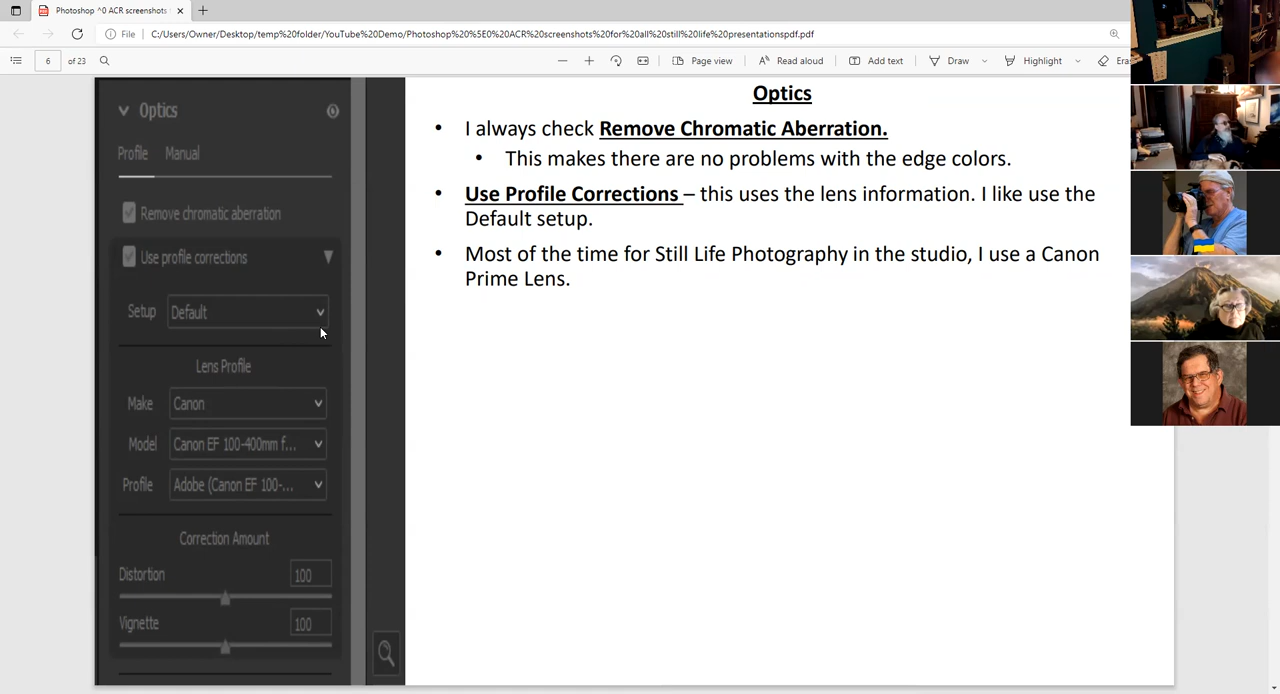 Photoshop ^0 ACR screenshots
File C:/Users/Owner/Desktop/temp%20folder/YouTube%20Demo/Photoshop%20%5E0%20ACR%20screenshots%20for%20all%20still%20life%20presentationspdf.pdf
6 of 23
Page view
Read aloud
Add text
Draw
Highlight
Eras
Optics
Profile Manual
Remove chromatic aberration
Use profile corrections
Setup Default
Lens Profile
Make Canon
Model Canon EF 100-400mm f...
Profile Adobe (Canon EF 100-...
Correction Amount
Distortion 100
Vignette 100
Optics
• I always check Remove Chromatic Aberration.
• This makes there are no problems with the edge colors.
• Use Profile Corrections – this uses the lens information. I like use the
Default setup.
• Most of the time for Still Life Photography in the studio, I use a Canon
Prime Lens.